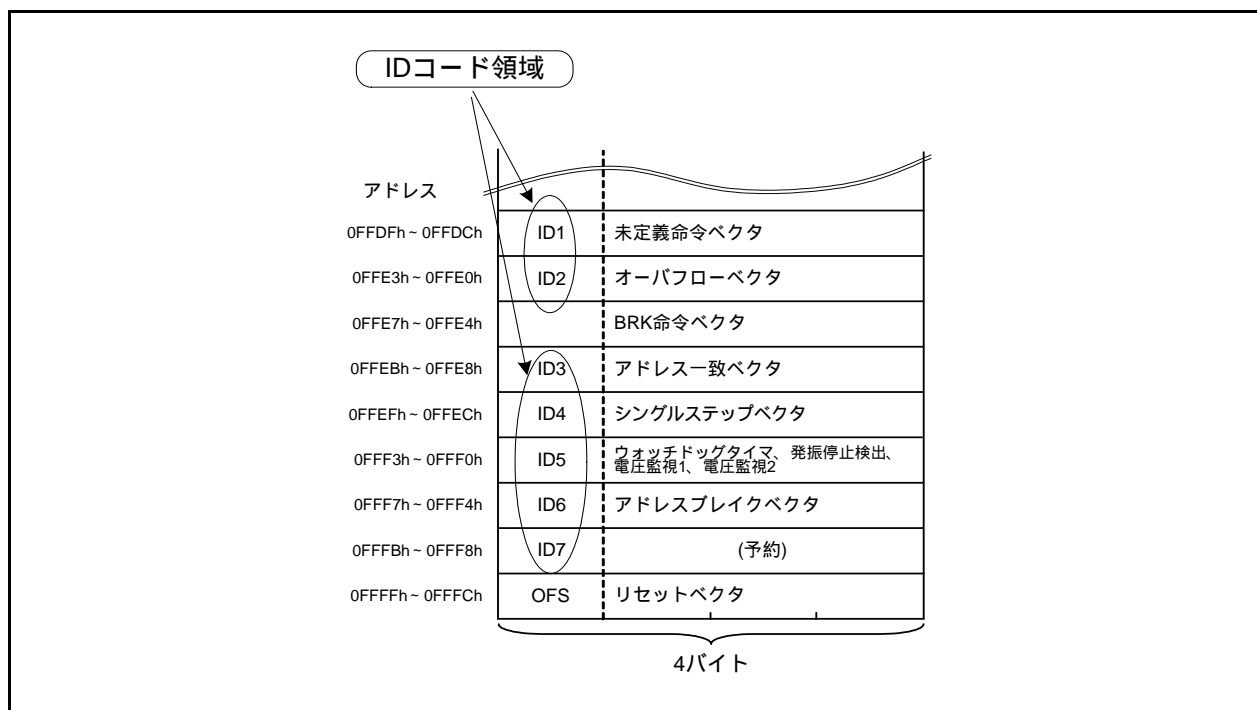 IDコード領域
アドレス
0FFDFh ~ 0FFDCh ID1 未定義命令ベクタ
0FFE3h ~ 0FFE0h ID2 オーバフローベクタ
0FFE7h ~ 0FFE4h BRK命令ベクタ
0FFEBh ~ 0FFE8h ID3 アドレス一致ベクタ
0FFEFh ~ 0FFECh ID4 シングルステップベクタ
0FFF3h ~ 0FFF0h ID5 ウォッチドッグタイマ、発振停止検出、
電圧監視1、電圧監視2
0FFF7h ~ 0FFF4h ID6 アドレスブレイクベクタ
0FFFBh ~ 0FFF8h ID7 (予約)
0FFFFh ~ 0FFFCh OFS リセットベクタ
4バイト